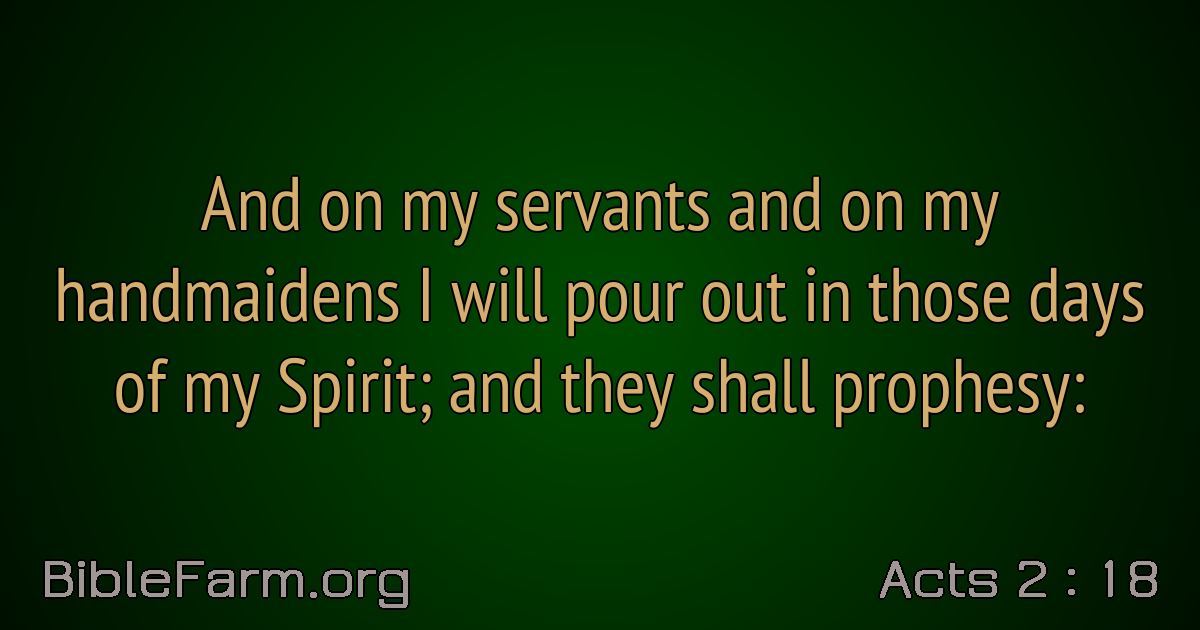 And on my servants and on my
handmaidens I will pour out in those days
of my Spirit; and they shall prophesy:
BibleFarm.org
Acts 2 : 18